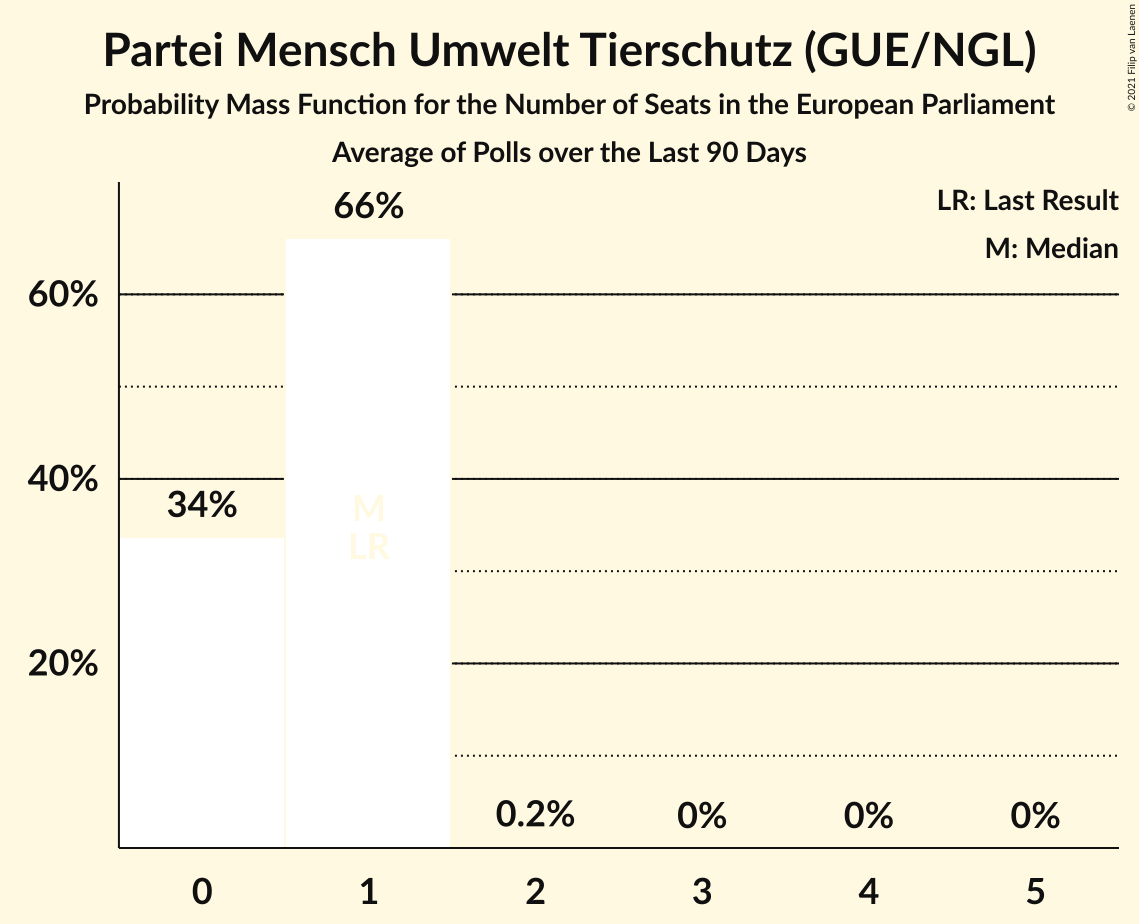 Partei Mensch Umwelt Tierschutz (GUE/NGL)
Probability Mass Function for the Number of Seats in the European Parliament
Average of Polls over the Last 90 Days
© 2021 Filip van Laenen
LR: Last Result
M: Median
66%
60%
40%
34%
M
LR
20%
0.2%
0%
0%
0%
0
1
2
3
4
5